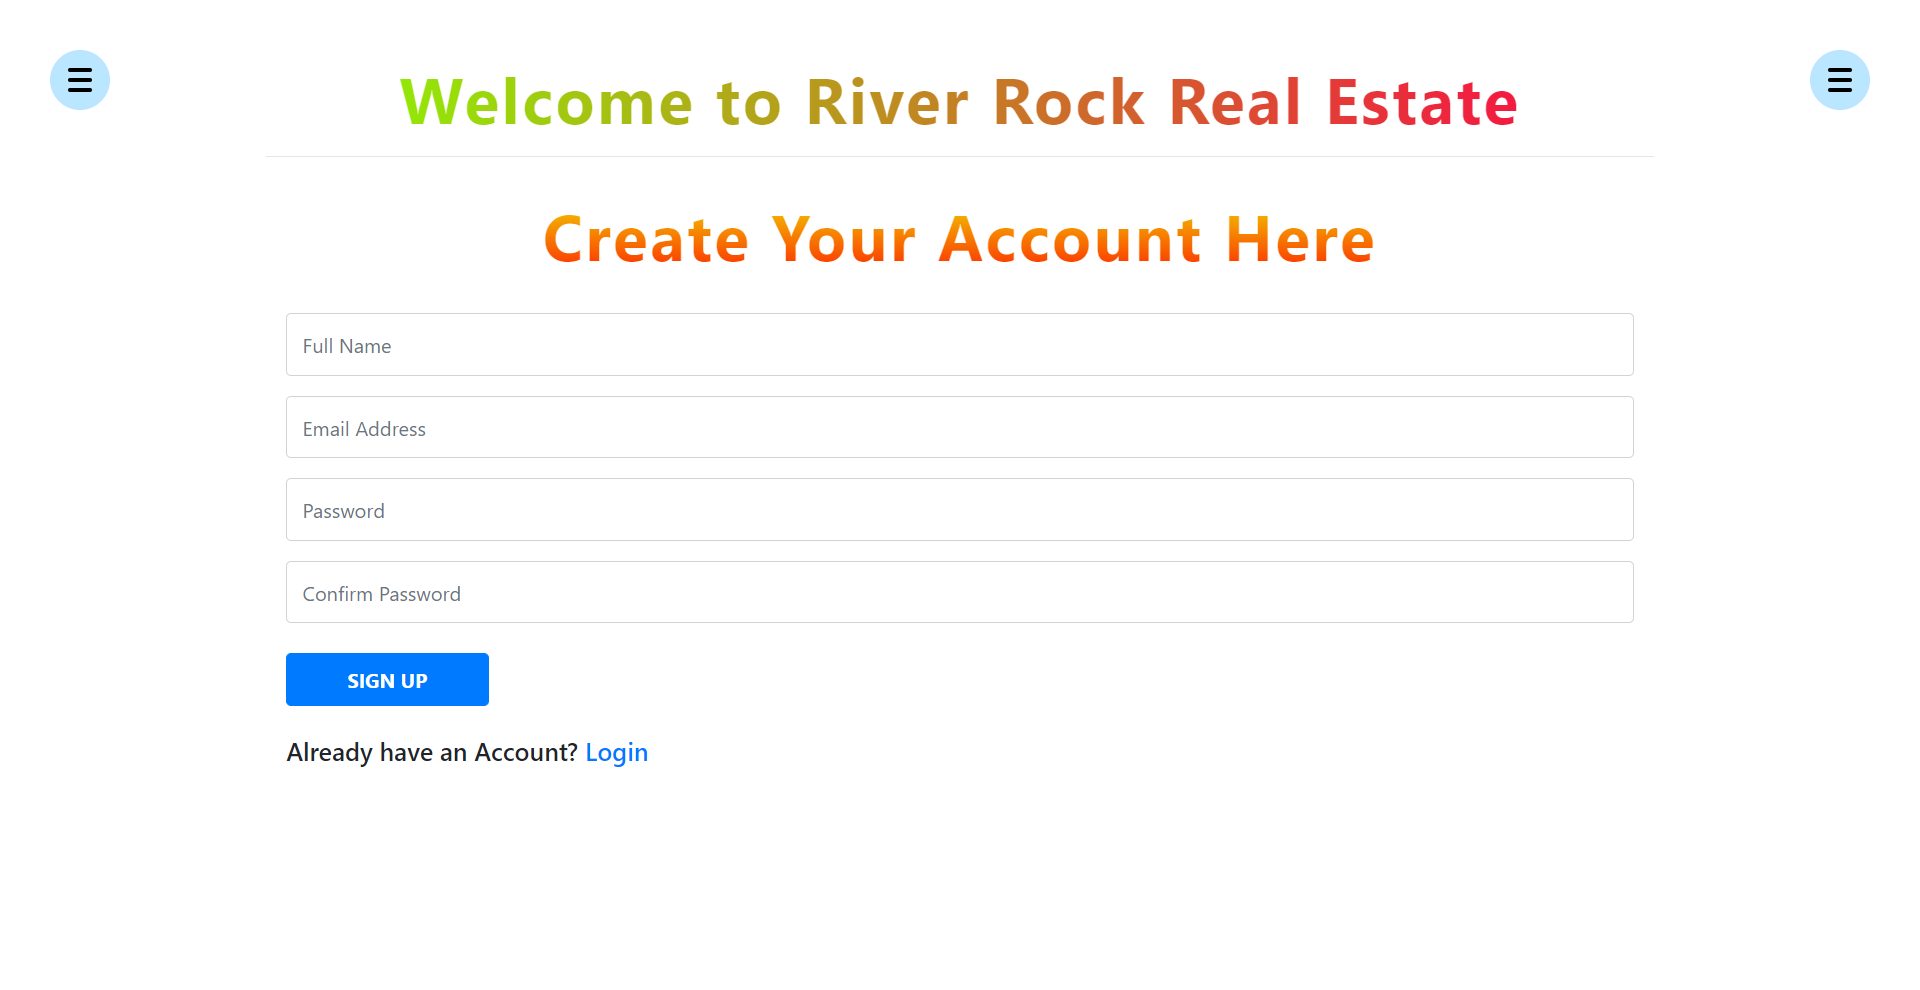 Welcome to River Rock Real Estate
Create Your Account Here
Full Name
Email Address
Password
Confirm Password
SIGN UP
Already have an Account? Login